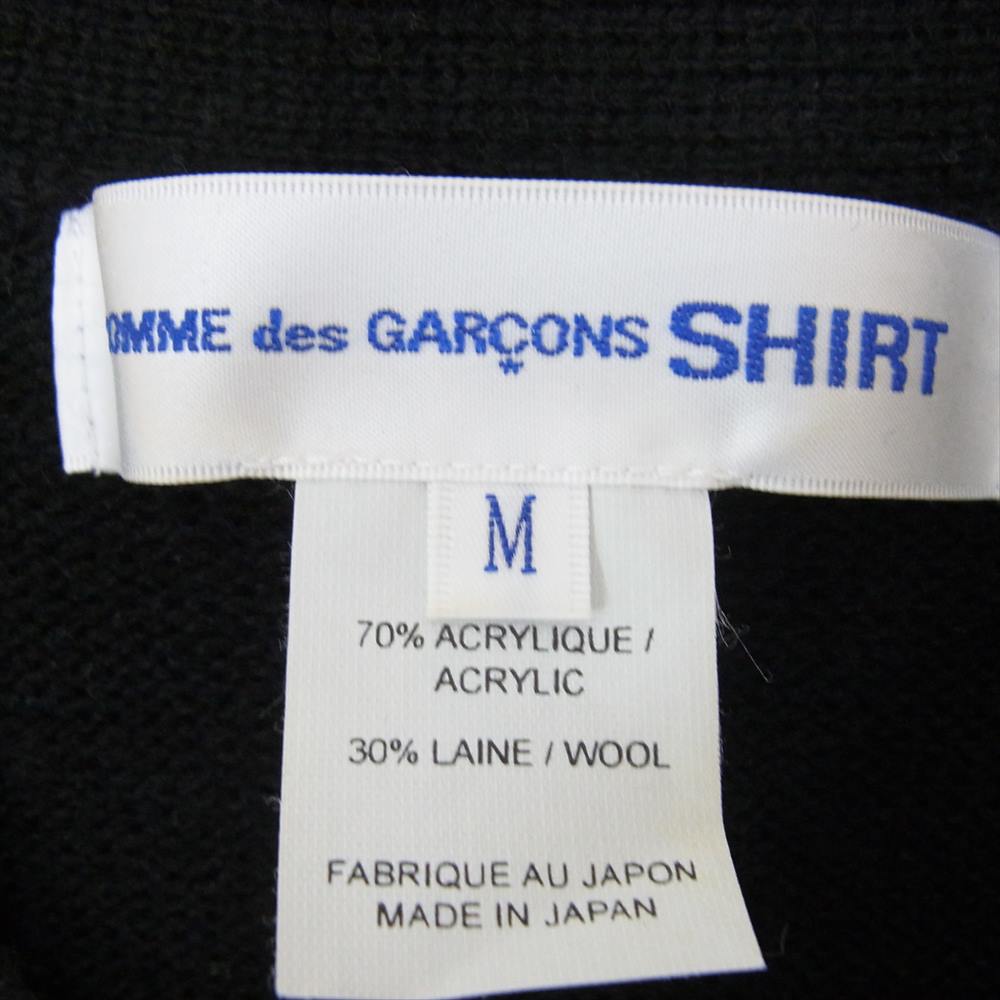 OMME des GARÇONS SHIRT
M
70% ACRYLIQUE /
ACRYLIC
30% LAINE / WOOL
FABRIQUE AU JAPON
MADE IN JAPAN